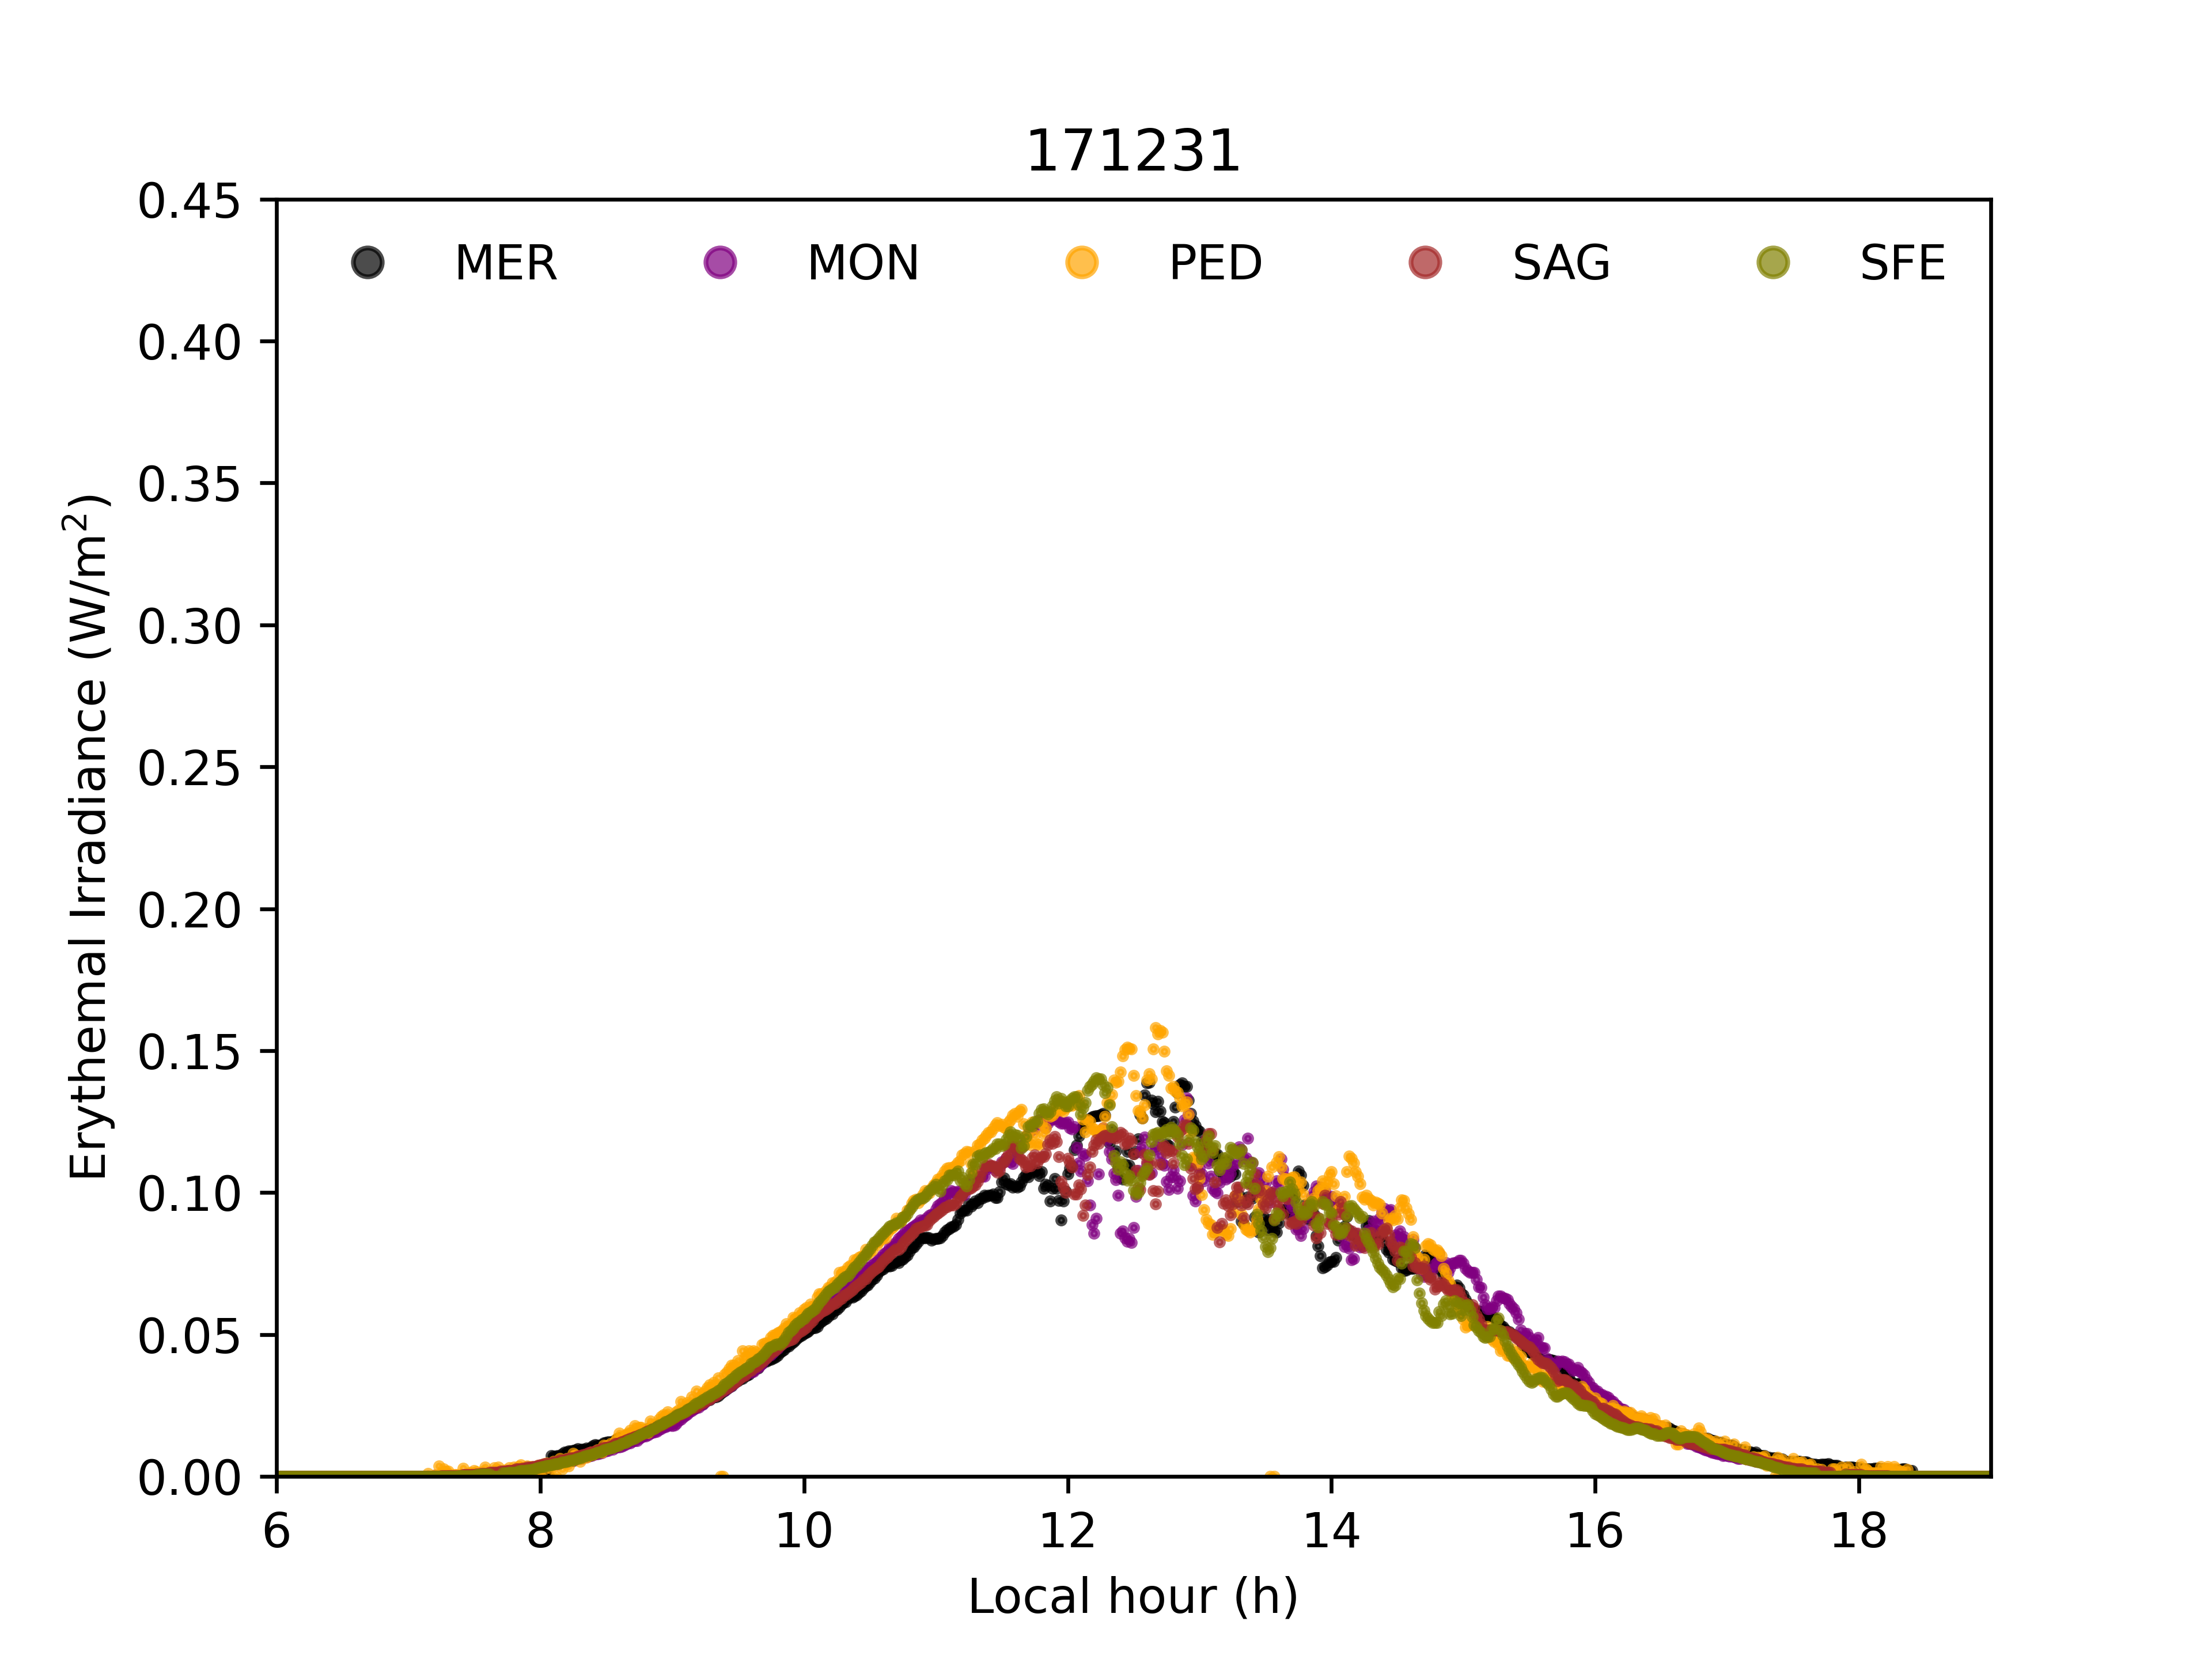 171231
0.45
MER MON PED SAG SFE
0.40
0.35
0.30
0.25
0.20
0.15
0.10
0.05
0.00
Erythemal Irradiance (W/m²)
6 8 10 12 14 16 18
Local hour (h)